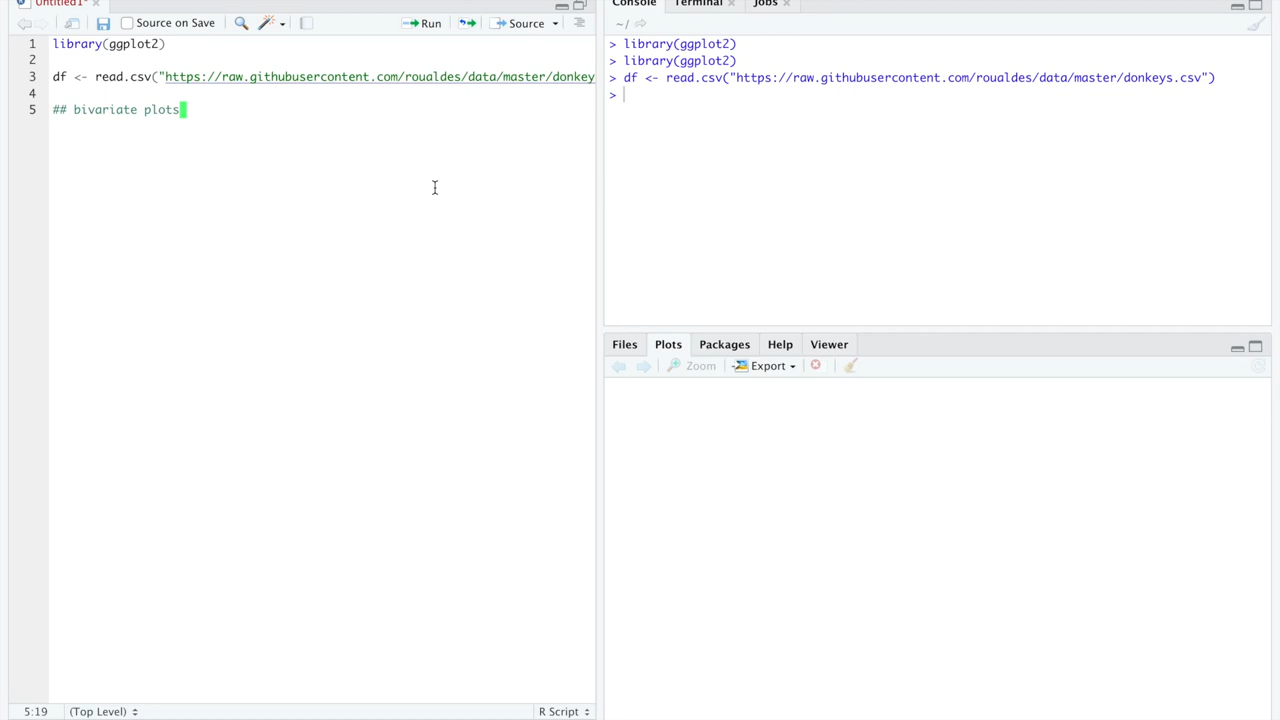 Untitled1*
Source on Save
Run
Source
1 library(ggplot2)
2
3 df <- read.csv("https://raw.githubusercontent.com/roualdes/data/master/donkey
4
5 ## bivariate plots
5:19 (Top Level) R Script
Console Terminal Jobs
~/
> library(ggplot2)
> library(ggplot2)
> df <- read.csv("https://raw.githubusercontent.com/roualdes/data/master/donkeys.csv")
>
Files Plots Packages Help Viewer
Zoom Export